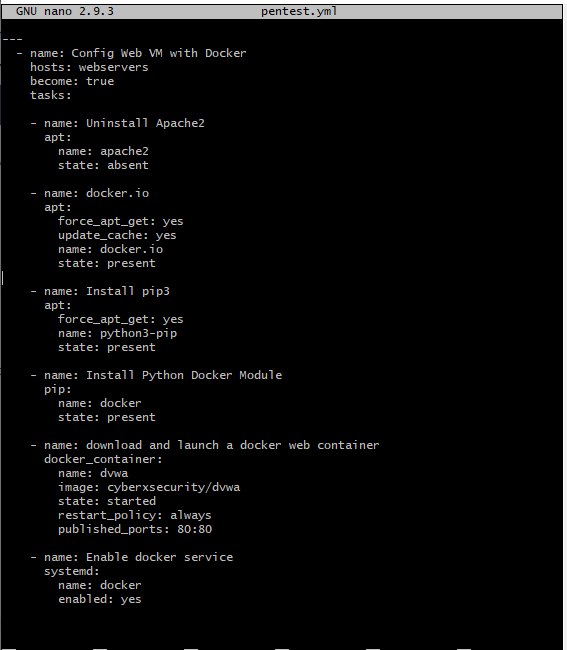 GNU nano 2.9.3 pentest.yml
---
- name: Config Web VM with Docker
hosts: webservers
become: true
tasks:
- name: Uninstall Apache2
apt:
name: apache2
state: absent
- name: docker.io
apt:
force_apt_get: yes
update_cache: yes
name: docker.io
state: present
- name: Install pip3
apt:
force_apt_get: yes
name: python3-pip
state: present
- name: Install Python Docker Module
pip:
name: docker
state: present
- name: download and launch a docker web container
docker_container:
name: dvwa
image: cyberxsecurity/dvwa
state: started
restart_policy: always
published_ports: 80:80
- name: Enable docker service
systemd:
name: docker
enabled: yes